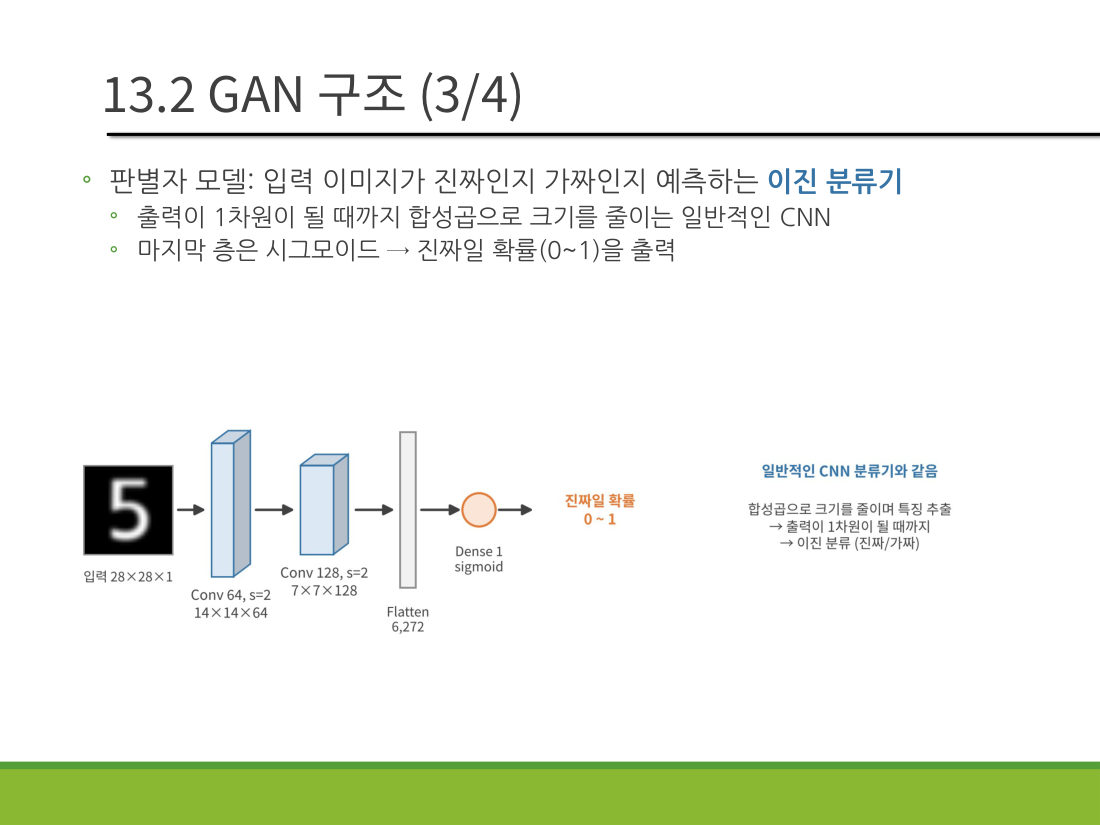 13.2 GAN 구조 (3/4)
판별자 모델: 입력 이미지가 진짜인지 가짜인지 예측하는 이진 분류기
출력이 1차원이 될 때까지 합성곱으로 크기를 줄이는 일반적인 CNN
마지막 층은 시그모이드 → 진짜일 확률(0~1)을 출력
5
입력 28×28×1
Conv 64, s=2
14×14×64
Conv 128, s=2
7×7×128
Flatten
6,272
Dense 1
sigmoid
진짜일 확률
0 ~ 1
일반적인 CNN 분류기와 같음
합성곱으로 크기를 줄이며 특징 추출
→ 출력이 1차원이 될 때까지
→ 이진 분류 (진짜/가짜)